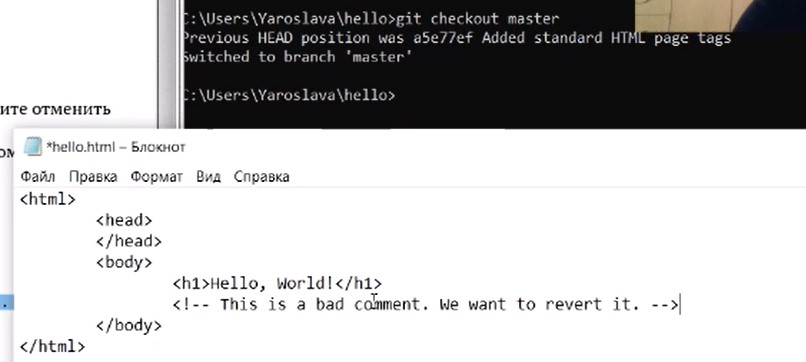 C:\Users\Yaroslava\hello>git checkout master
Previous HEAD position was a5e77ef Added standard HTML page tags
Switched to branch 'master'
C:\Users\Yaroslava\hello>
ите отменить
ом
*hello.html – Блокнот
Файл Правка Формат Вид Справка
<html>
<head>
</head>
<body>
<h1>Hello, World!</h1>
<!-- This is a bad comment. We want to revert it. -->
</body>
</html>